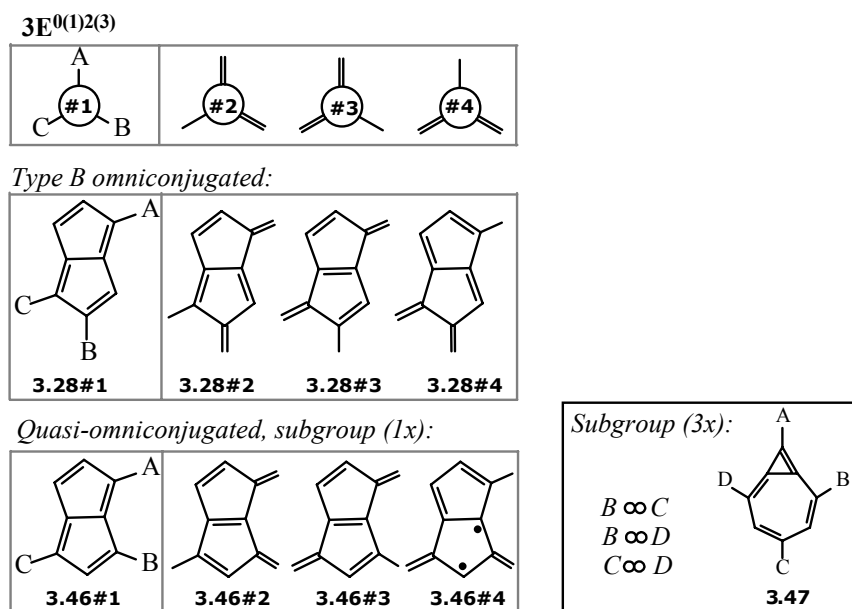 3E0(1)2(3)
A
#1
C
B
#2
#3
#4
Type B omniconjugated:
A
C
B
3.28#1
3.28#2
3.28#3
3.28#4
Quasi-omniconjugated, subgroup (1x):
A
C
B
3.46#1
3.46#2
3.46#3
3.46#4
Subgroup (3x):
B ∞ C
B ∞ D
C ∞ D
A
D
B
C
3.47